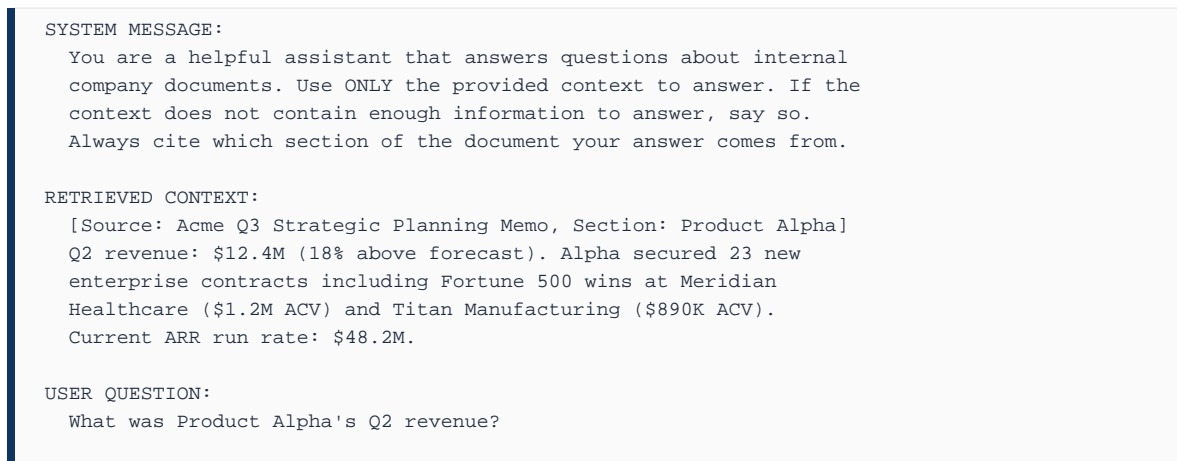 SYSTEM MESSAGE:
You are a helpful assistant that answers questions about internal
company documents. Use ONLY the provided context to answer. If the
context does not contain enough information to answer, say so.
Always cite which section of the document your answer comes from.
RETRIEVED CONTEXT:
[Source: Acme Q3 Strategic Planning Memo, Section: Product Alpha]
Q2 revenue: $12.4M (18% above forecast). Alpha secured 23 new
enterprise contracts including Fortune 500 wins at Meridian
Healthcare ($1.2M ACV) and Titan Manufacturing ($890K ACV).
Current ARR run rate: $48.2M.
USER QUESTION:
What was Product Alpha's Q2 revenue?